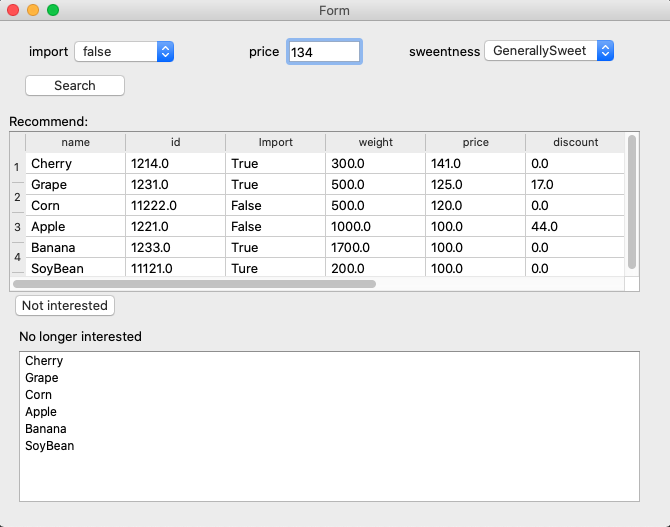 Form
import false price 134 sweentness GenerallySweet
Search
Recommend:
name id Import weight price discount
1 Cherry 1214.0 True 300.0 141.0 0.0
2 Grape 1231.0 True 500.0 125.0 17.0
Corn 11222.0 False 500.0 120.0 0.0
3 Apple 1221.0 False 1000.0 100.0 44.0
4 Banana 1233.0 True 1700.0 100.0 0.0
SoyBean 11121.0 Ture 200.0 100.0 0.0
Not interested
No longer interested
Cherry
Grape
Corn
Apple
Banana
SoyBean